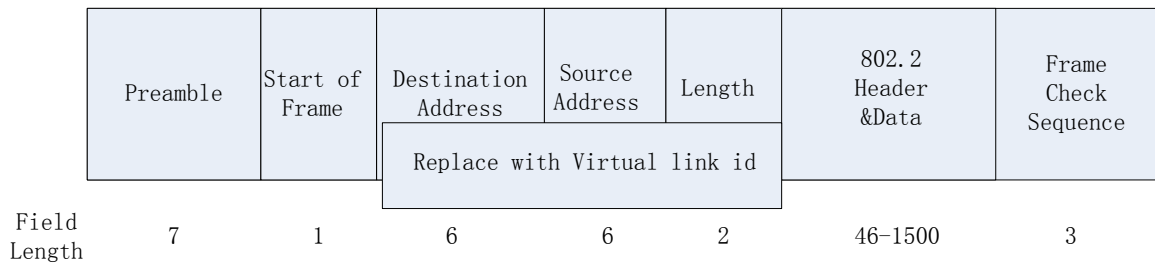 Preamble
Start of
Frame
Destination
Address
Source
Address
Length
802.2
Header
&Data
Frame
Check
Sequence
Replace with Virtual link id
Field
Length
7
1
6
6
2
46-1500
3